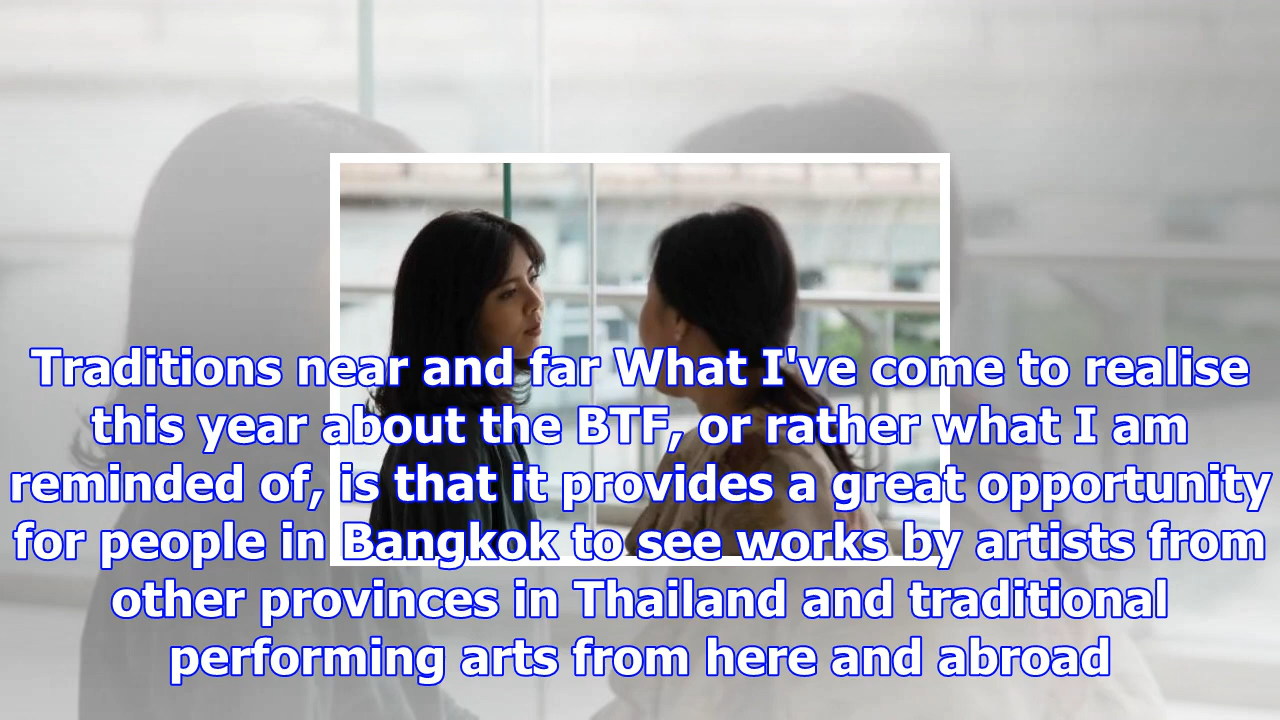 Traditions near and far What I've come to realise
this year about the BTF, or rather what I am
reminded of, is that it provides a great opportunity
for people in Bangkok to see works by artists from
other provinces in Thailand and traditional
performing arts from here and abroad